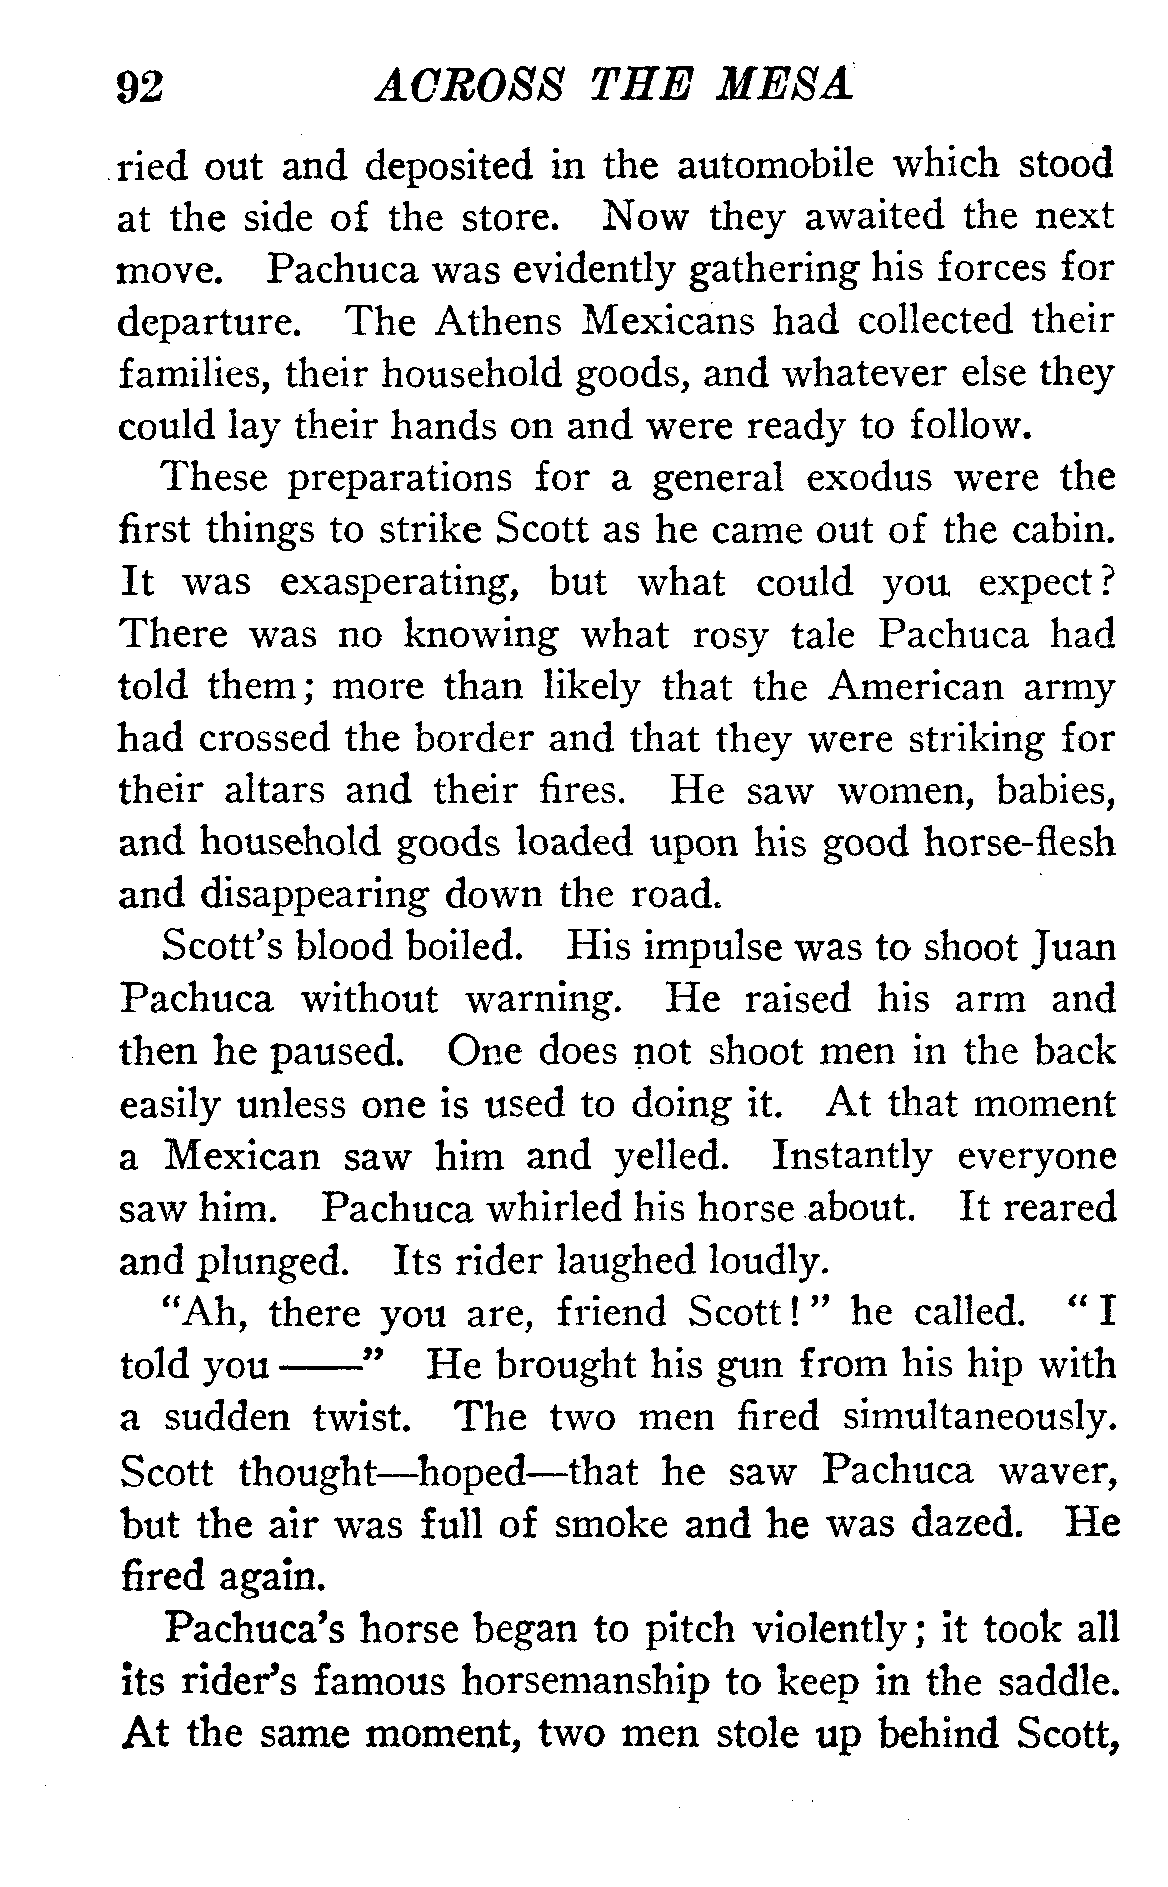 92 ACROSS THE MESA
ried out and deposited in the automobile which stood
at the side of the store. Now they awaited the next
move. Pachuca was evidently gathering his forces for
departure. The Athens Mexicans had collected their
families, their household goods, and whatever else they
could lay their hands on and were ready to follow.
These preparations for a general exodus were the
first things to strike Scott as he came out of the cabin.
It was exasperating, but what could you expect?
There was no knowing what rosy tale Pachuca had
told them; more than likely that the American army
had crossed the border and that they were striking for
their altars and their fires. He saw women, babies,
and household goods loaded upon his good horse-flesh
and disappearing down the road.
Scott's blood boiled. His impulse was to shoot Juan
Pachuca without warning. He raised his arm and
then he paused. One does not shoot men in the back
easily unless one is used to doing it. At that moment
a Mexican saw him and yelled. Instantly everyone
saw him. Pachuca whirled his horse about. It reared
and plunged. Its rider laughed loudly.
"Ah, there you are, friend Scott!" he called. "I
told you ——" He brought his gun from his hip with
a sudden twist. The two men fired simultaneously.
Scott thought—hoped—that he saw Pachuca waver,
but the air was full of smoke and he was dazed. He
fired again.
Pachuca's horse began to pitch violently; it took all
its rider's famous horsemanship to keep in the saddle.
At the same moment, two men stole up behind Scott,